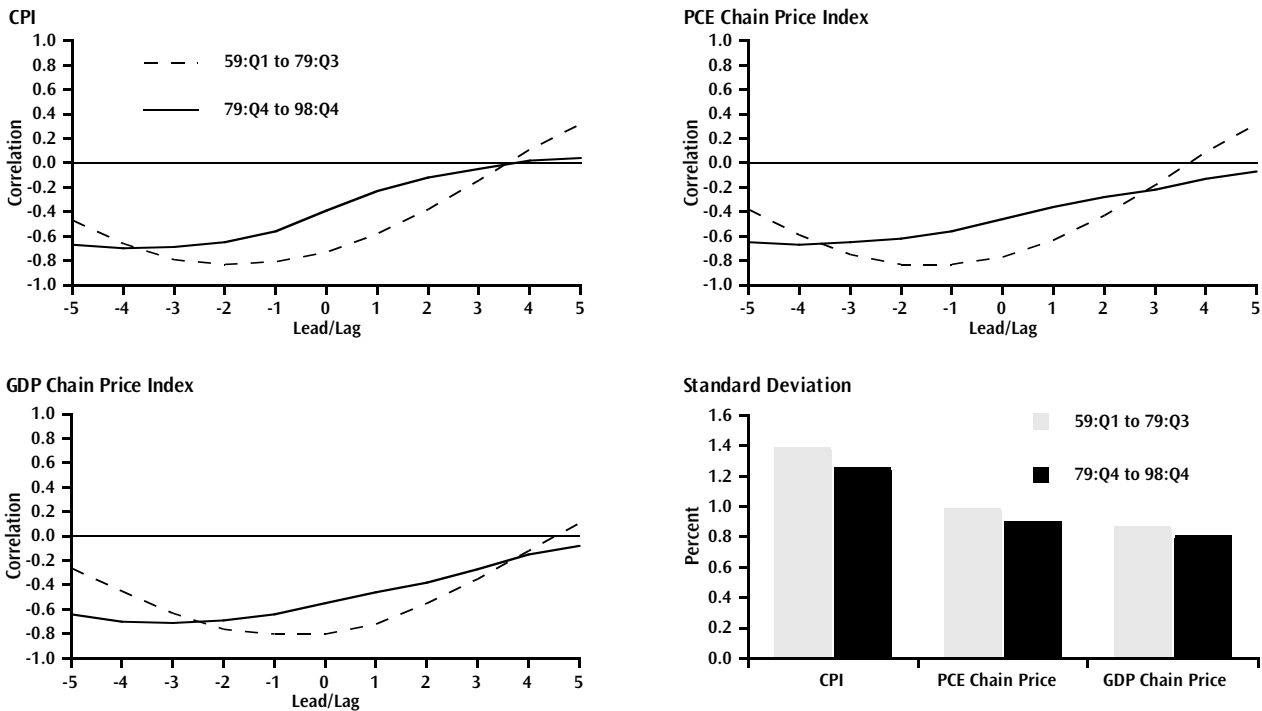 CPI
1.0
0.8
0.6
0.4
0.2
0.0
-0.2
-0.4
-0.6
-0.8
-1.0
Correlation
59:Q1 to 79:Q3
79:Q4 to 98:Q4
-5 -4 -3 -2 -1 0 1 2 3 4 5
Lead/Lag
PCE Chain Price Index
1.0
0.8
0.6
0.4
0.2
0.0
-0.2
-0.4
-0.6
-0.8
-1.0
Correlation
-5 -4 -3 -2 -1 0 1 2 3 4 5
Lead/Lag
GDP Chain Price Index
1.0
0.8
0.6
0.4
0.2
0.0
-0.2
-0.4
-0.6
-0.8
-1.0
Correlation
-5 -4 -3 -2 -1 0 1 2 3 4 5
Lead/Lag
Standard Deviation
1.6
1.4
1.2
1.0
0.8
0.6
0.4
0.2
0.0
Percent
59:Q1 to 79:Q3
79:Q4 to 98:Q4
CPI PCE Chain Price GDP Chain Price